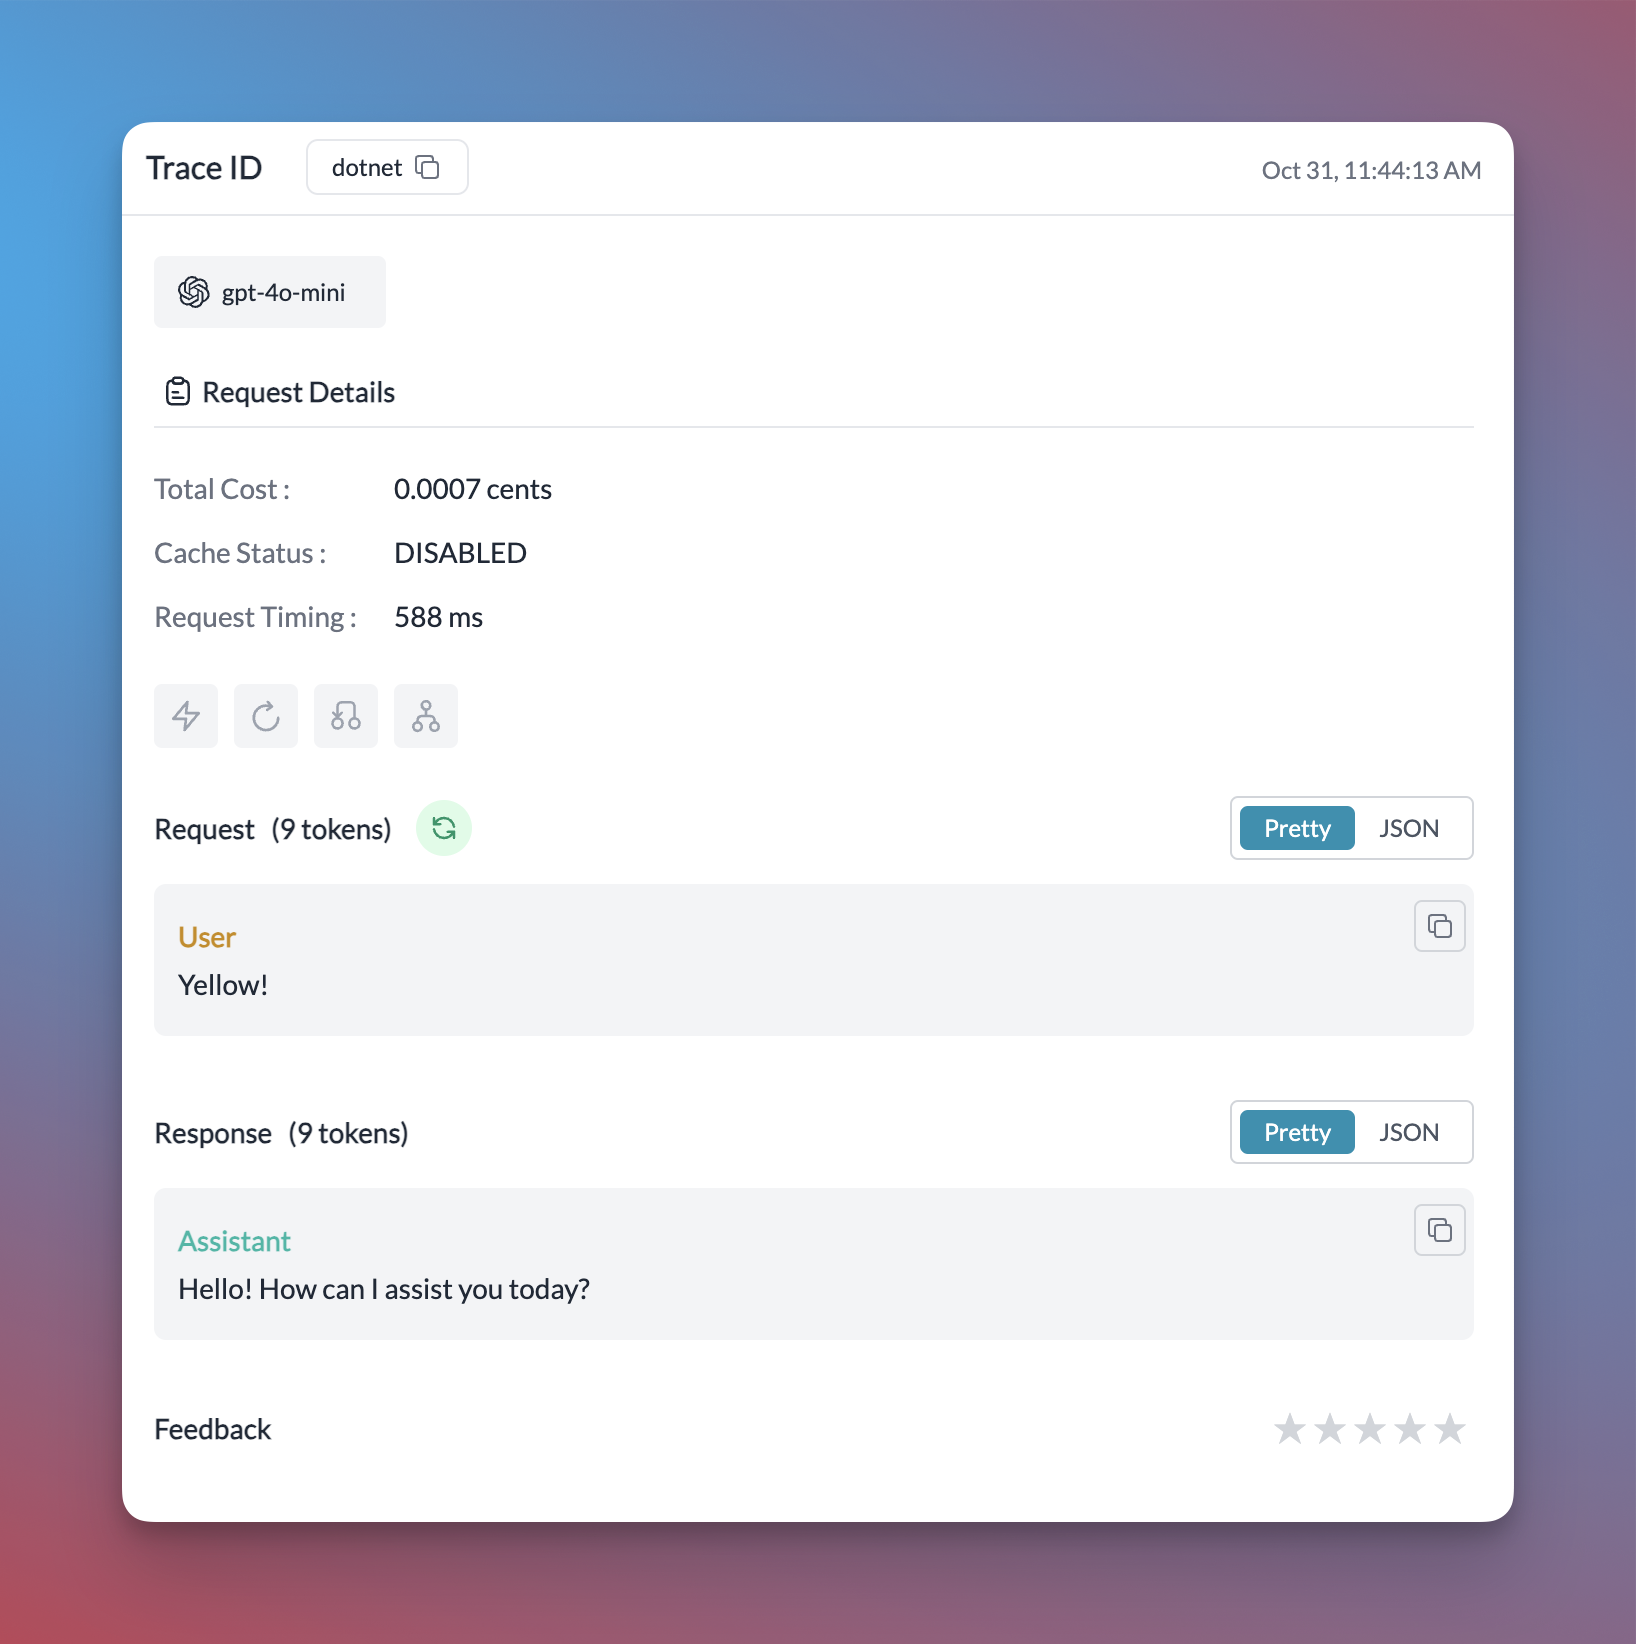 Trace ID dotnet Oct 31, 11:44:13 AM
gpt-4o-mini
Request Details
Total Cost : 0.0007 cents
Cache Status : DISABLED
Request Timing : 588 ms
Request (9 tokens) Pretty JSON
User
Yellow!
Response (9 tokens) Pretty JSON
Assistant
Hello! How can I assist you today?
Feedback